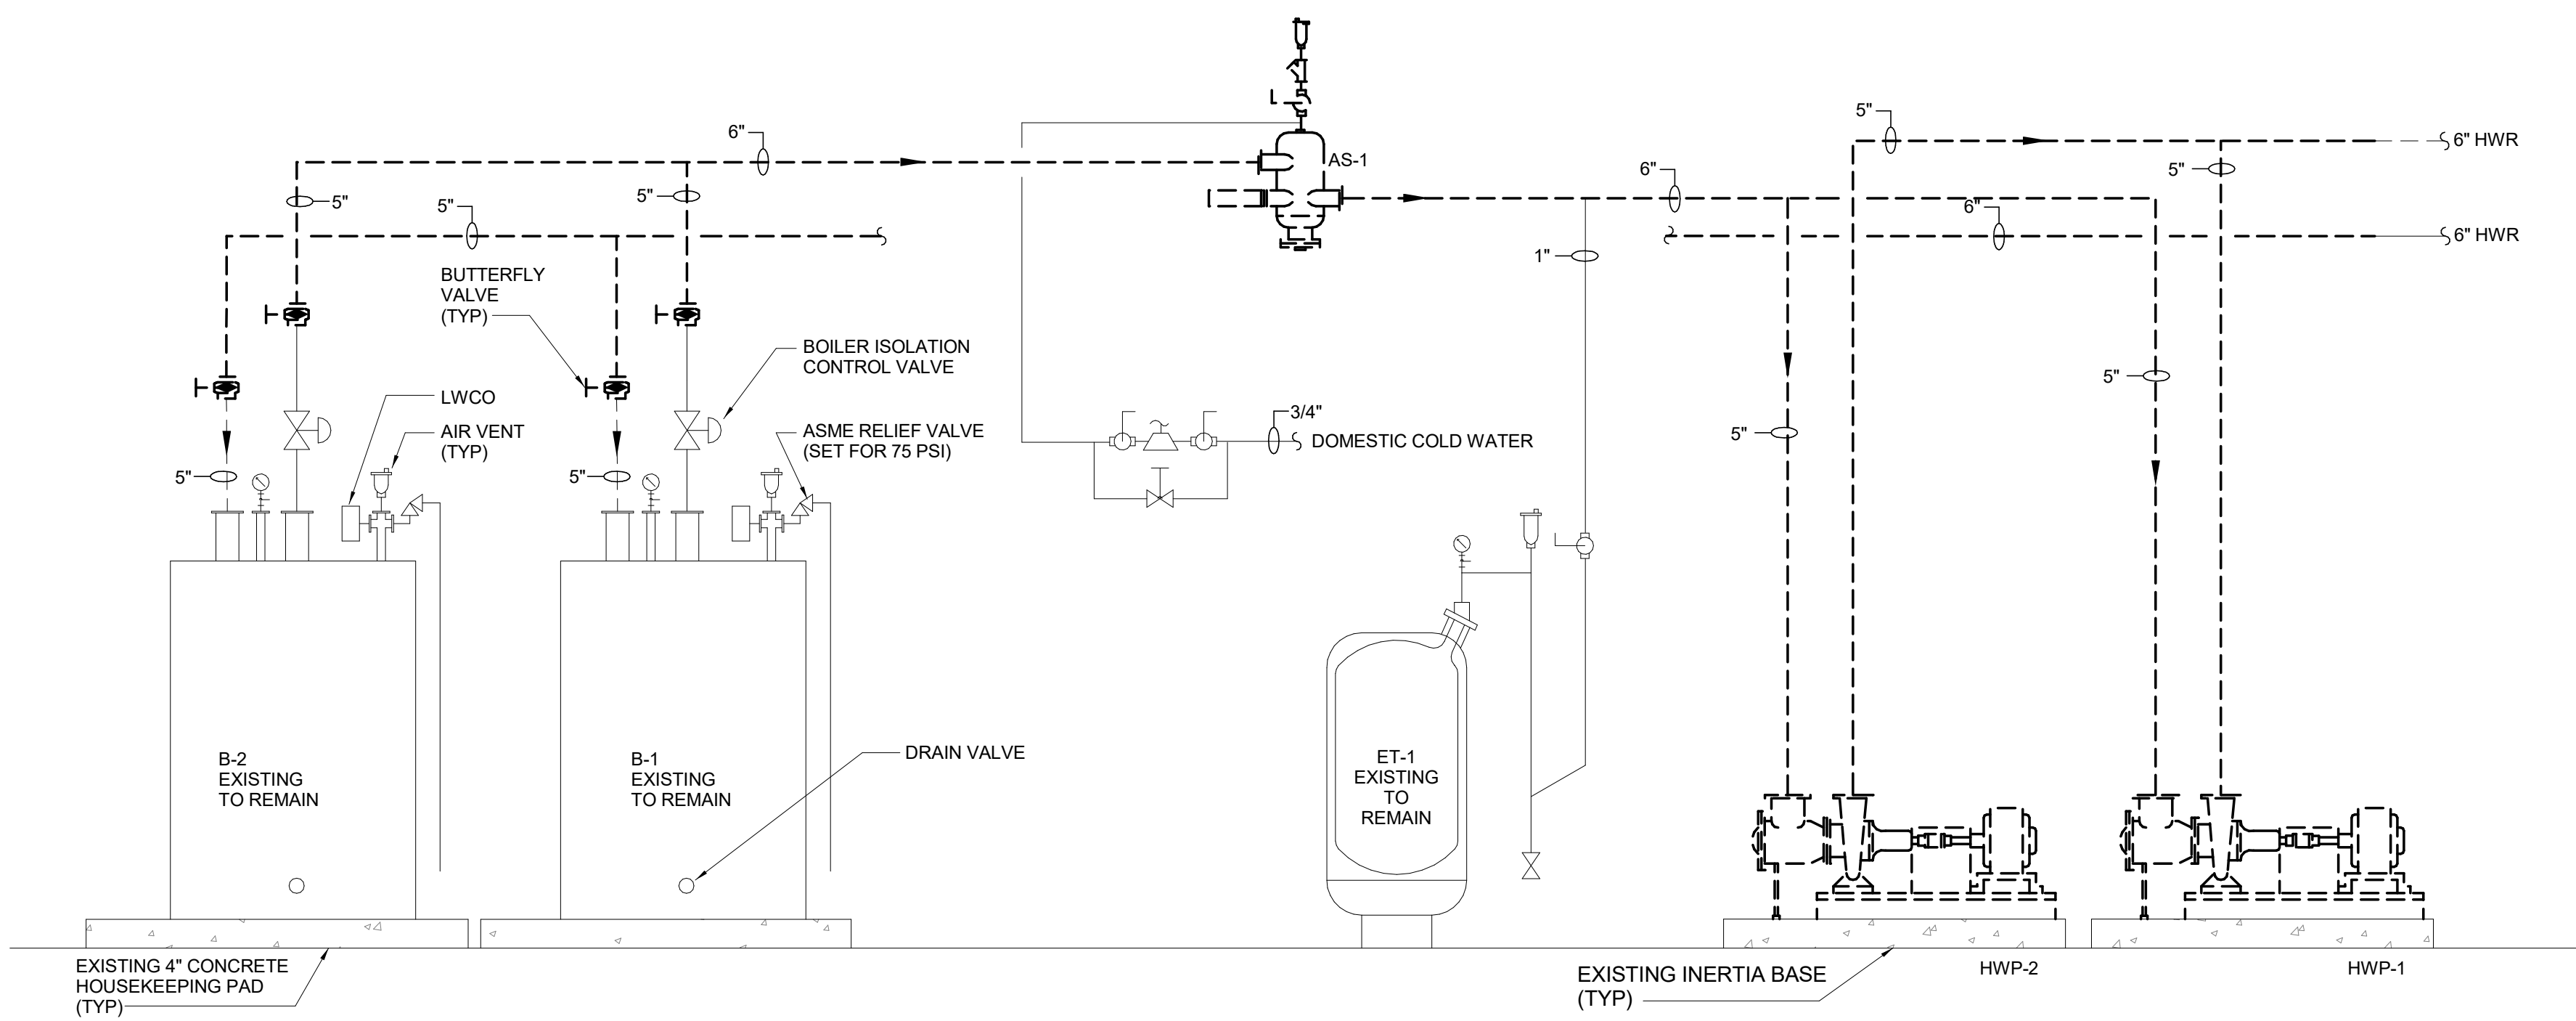 6"
5"
5"
5"
AS-1
6"
5"
5"
6" HWR
6"
6" HWR
1"
BUTTERFLY
VALVE
(TYP)
BOILER ISOLATION
CONTROL VALVE
LWCO
AIR VENT
(TYP)
ASME RELIEF VALVE
(SET FOR 75 PSI)
3/4"
DOMESTIC COLD WATER
5"
5"
5"
5"
B-2
EXISTING
TO REMAIN
B-1
EXISTING
TO REMAIN
DRAIN VALVE
ET-1
EXISTING
TO
REMAIN
EXISTING 4" CONCRETE
HOUSEKEEPING PAD
(TYP)
EXISTING INERTIA BASE
(TYP)
HWP-2
HWP-1